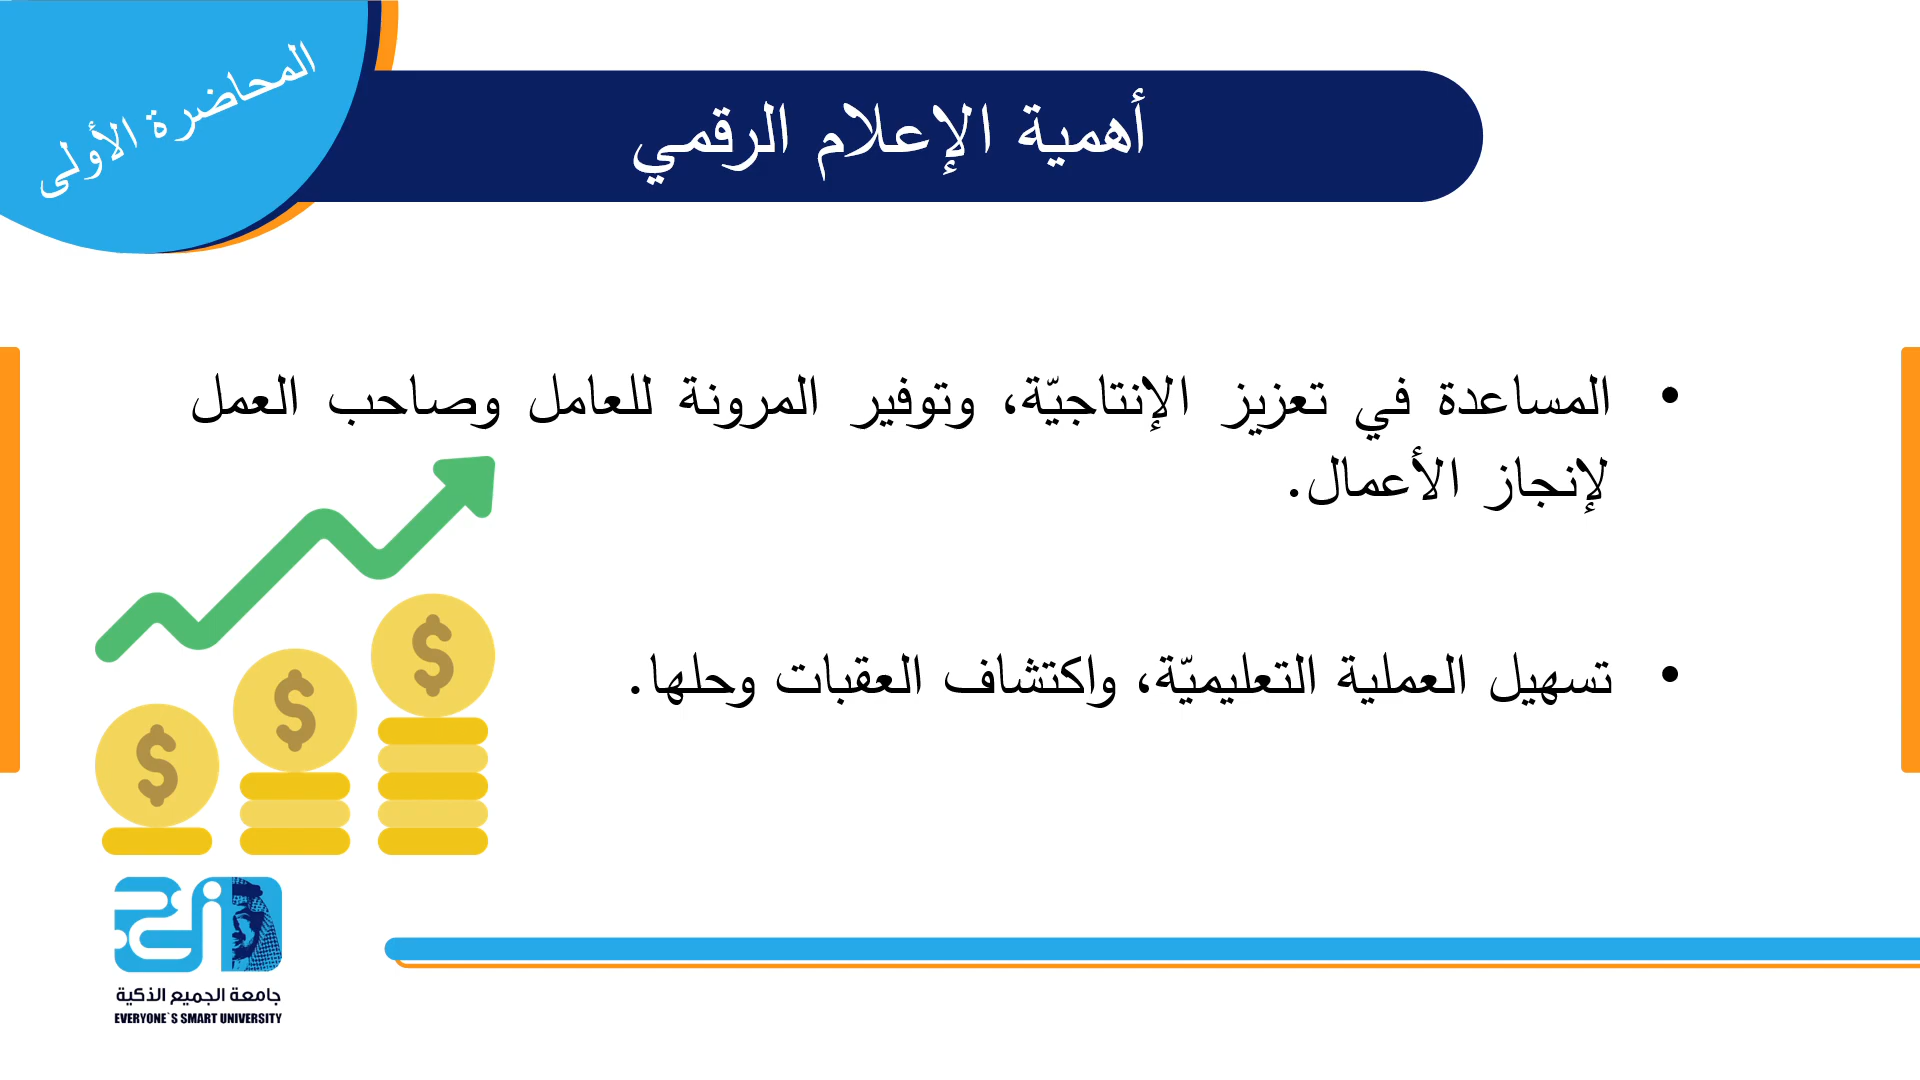 المحاضرة الأولى
أهمية الإعلام الرقمي
• المساعدة في تعزيز الإنتاجيّة، وتوفير المرونة للعامل وصاحب العمل
لإنجاز الأعمال.
• تسهيل العملية التعليميّة، واكتشاف العقبات وحلها.
جامعة الجميع الذكية
EVERYONE`S SMART UNIVERSITY